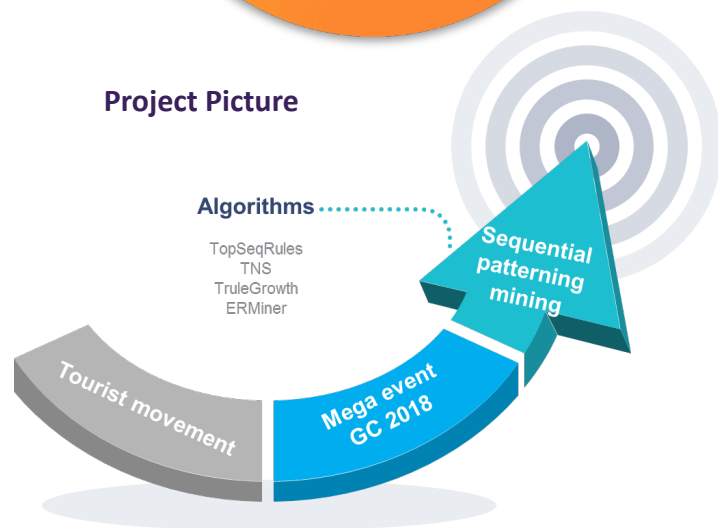 Project Picture
Algorithms
TopSeqRules
TNS
TruleGrowth
ERMiner
Sequential
patterning
mining
Tourist movement
Mega event
GC 2018